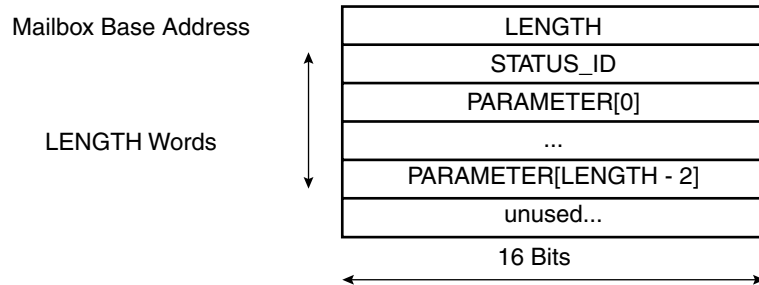 Mailbox Base Address LENGTH
STATUS_ID
PARAMETER[0]
LENGTH Words ...
PARAMETER[LENGTH - 2]
unused...
16 Bits